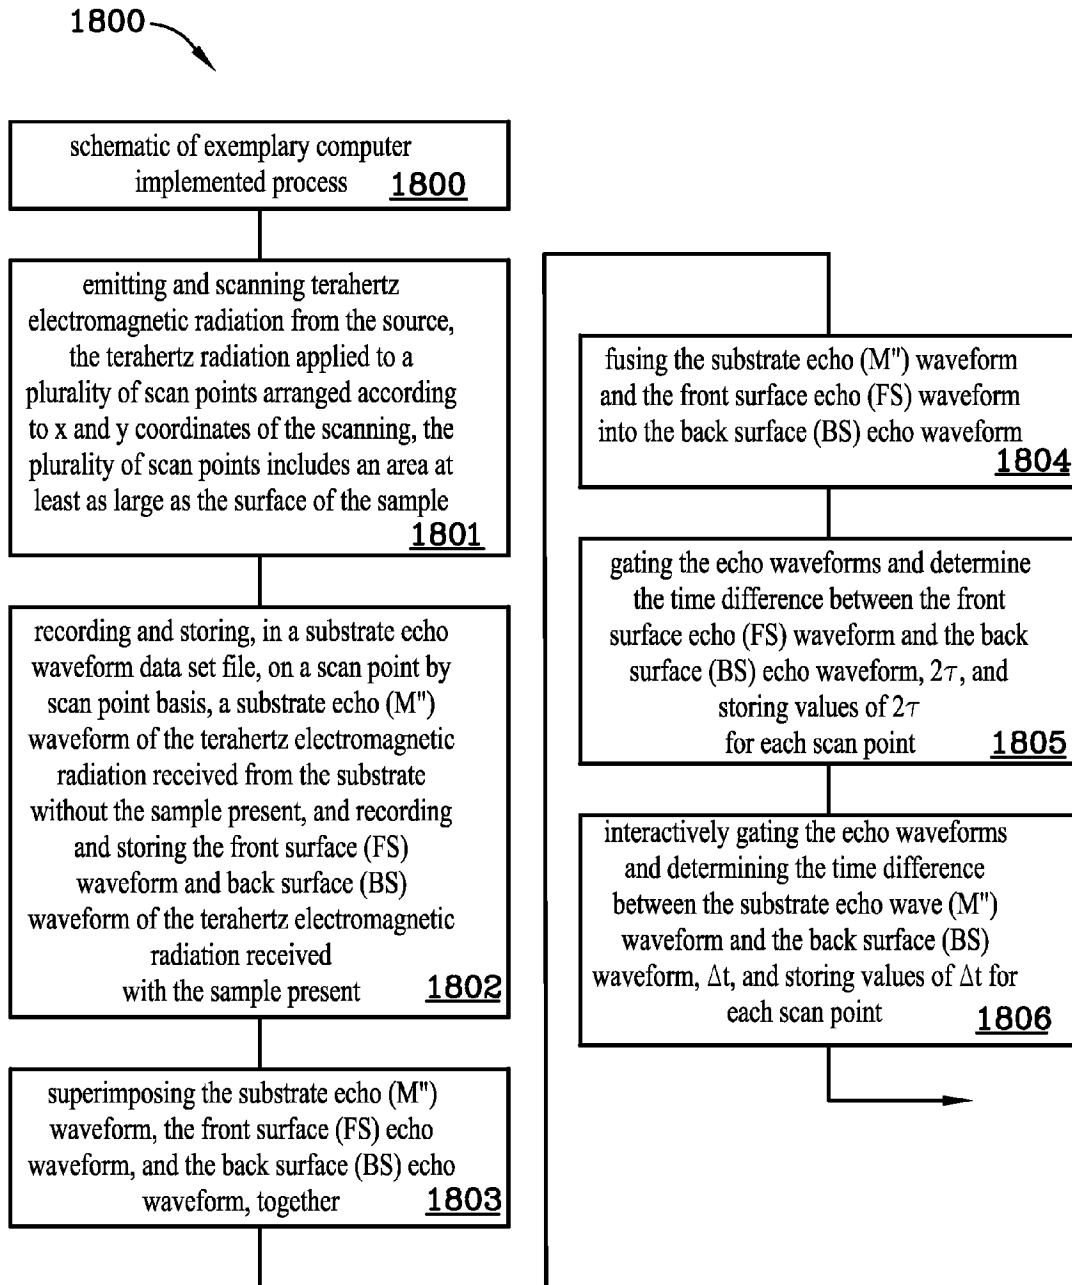 1800
schematic of exemplary computer
implemented process 1800
emitting and scanning terahertz
electromagnetic radiation from the source,
the terahertz radiation applied to a
plurality of scan points arranged according
to x and y coordinates of the scanning, the
plurality of scan points includes an area at
least as large as the surface of the sample
1801
recording and storing, in a substrate echo
waveform data set file, on a scan point by
scan point basis, a substrate echo (M")
waveform of the terahertz electromagnetic
radiation received from the substrate
without the sample present, and recording
and storing the front surface (FS)
waveform and back surface (BS)
waveform of the terahertz electromagnetic
radiation received
with the sample present 1802
superimposing the substrate echo (M")
waveform, the front surface (FS) echo
waveform, and the back surface (BS) echo
waveform, together 1803
fusing the substrate echo (M") waveform
and the front surface echo (FS) waveform
into the back surface (BS) echo waveform
1804
gating the echo waveforms and determine
the time difference between the front
surface echo (FS) waveform and the back
surface (BS) echo waveform, 2τ, and
storing values of 2τ
for each scan point 1805
interactively gating the echo waveforms
and determining the time difference
between the substrate echo wave (M")
waveform and the back surface (BS)
waveform, Δt, and storing values of Δt for
each scan point 1806